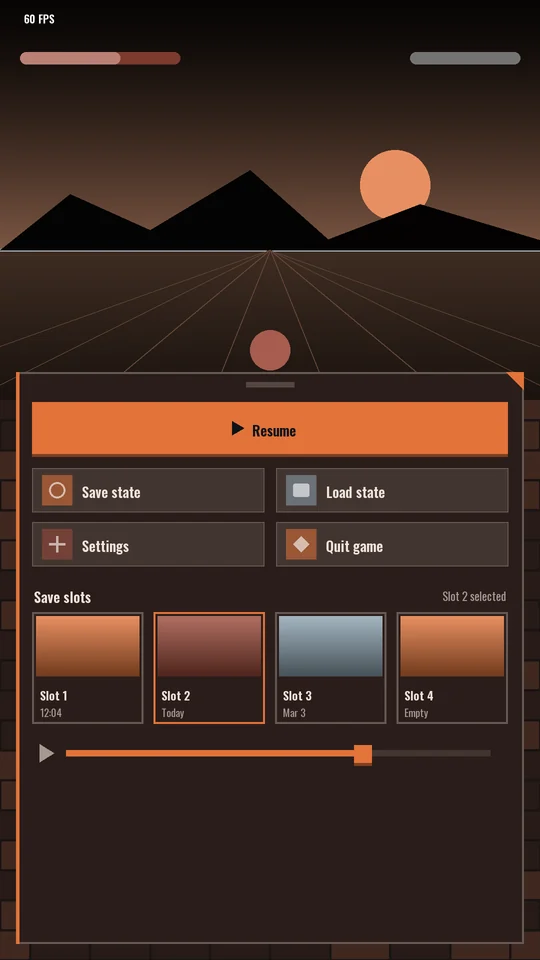 60 FPS
Resume
Save state
Load state
Settings
Quit game
Save slots
Slot 2 selected
Slot 1
12:04
Slot 2
Today
Slot 3
Mar 3
Slot 4
Empty